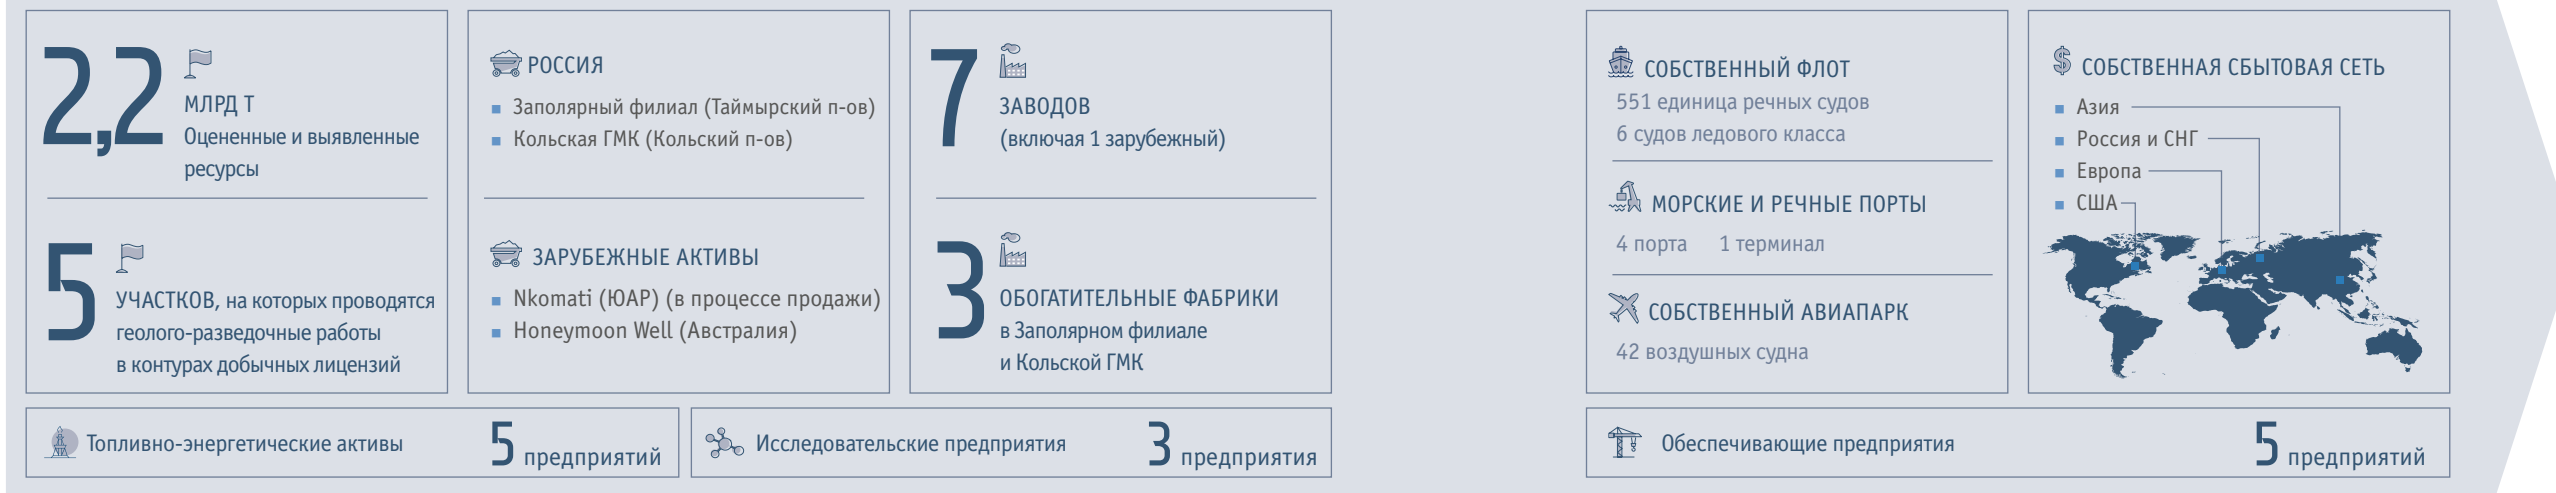 2,2
МЛРД Т
Оцененные и выявленные
ресурсы
5
УЧАСТКОВ, на которых проводятся
геолого-разведочные работы
в контурах добычных лицензий
РОССИЯ
Заполярный филиал (Таймырский п-ов)
Кольская ГМК (Кольский п-ов)
ЗАРУБЕЖНЫЕ АКТИВЫ
Nkomati (ЮАР) (в процессе продажи)
Honeymoon Well (Австралия)
7
ЗАВОДОВ
(включая 1 зарубежный)
3
ОБОГАТИТЕЛЬНЫЕ ФАБРИКИ
в Заполярном филиале
и Кольской ГМК
СОБСТВЕННЫЙ ФЛОТ
551 единица речных судов
6 судов ледового класса
МОРСКИЕ И РЕЧНЫЕ ПОРТЫ
4 порта 1 терминал
СОБСТВЕННЫЙ АВИАПАРК
42 воздушных судна
$ СОБСТВЕННАЯ СБЫТОВАЯ СЕТЬ
Азия
Россия и СНГ
Европа
США
Топливно-энергетические активы 5 предприятий
Исследовательские предприятия 3 предприятия
Обеспечивающие предприятия 5 предприятий